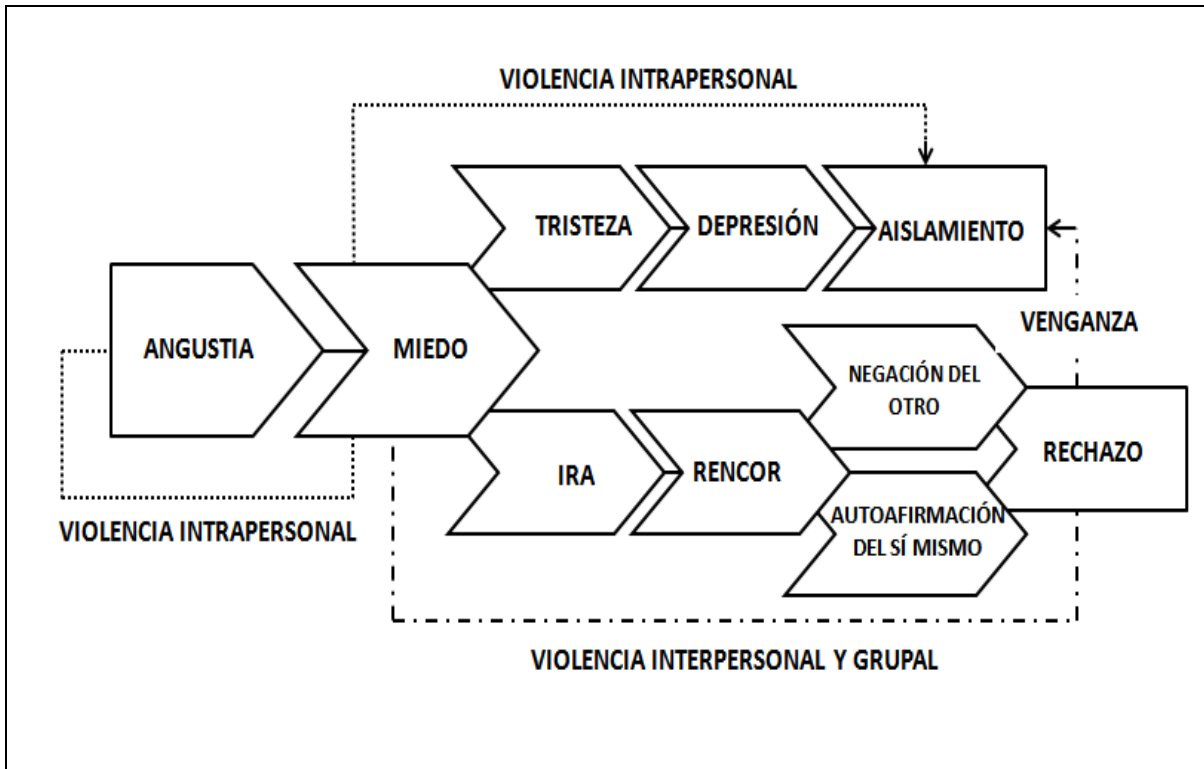 VIOLENCIA INTRAPERSONAL
TRISTEZA
DEPRESIÓN
AISLAMIENTO
ANGUSTIA
MIEDO
VENGANZA
NEGACIÓN DEL
OTRO
IRA
RENCOR
RECHAZO
AUTOAFIRMACIÓN
DEL SÍ MISMO
VIOLENCIA INTRAPERSONAL
VIOLENCIA INTERPERSONAL Y GRUPAL